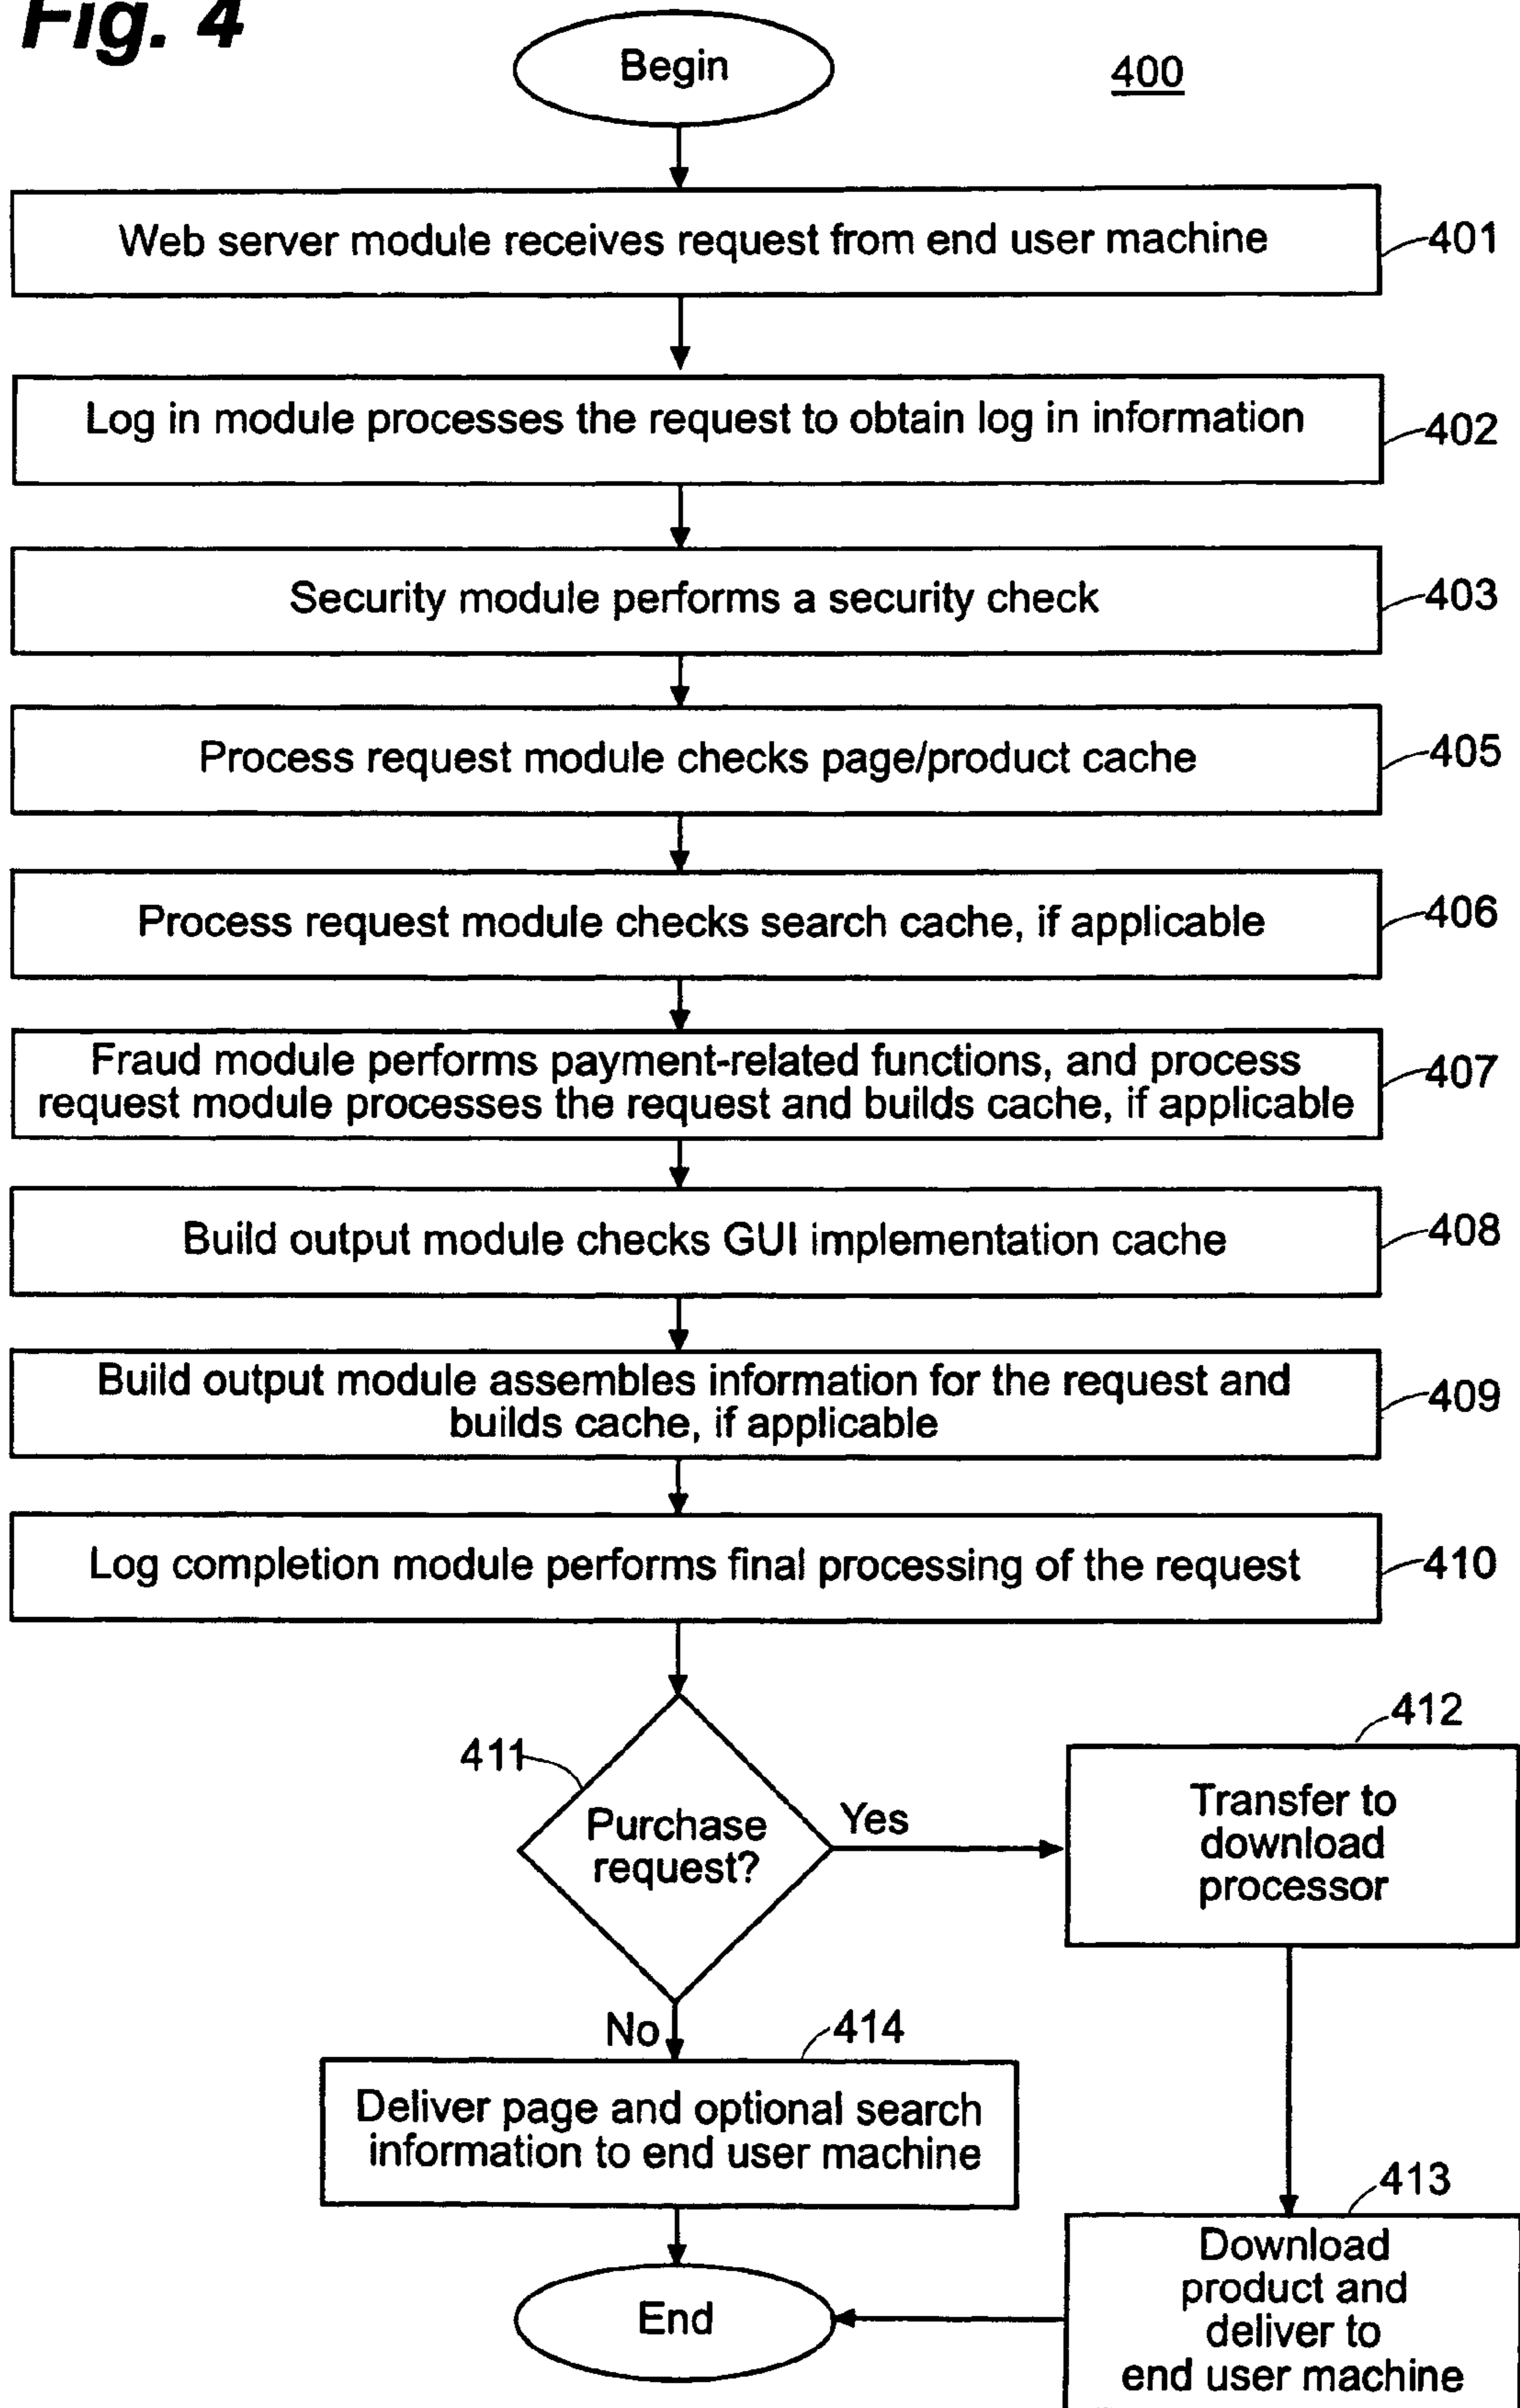 Fig. 4
Begin
400
Web server module receives request from end user machine
401
Log in module processes the request to obtain log in information
402
Security module performs a security check
403
Process request module checks page/product cache
405
Process request module checks search cache, if applicable
406
Fraud module performs payment-related functions, and process
request module processes the request and builds cache, if applicable
407
Build output module checks GUI implementation cache
408
Build output module assembles information for the request and
builds cache, if applicable
409
Log completion module performs final processing of the request
410
411
Purchase
request?
Yes
412
Transfer to
download
processor
No
414
Deliver page and optional search
information to end user machine
413
Download
product and
deliver to
end user machine
End